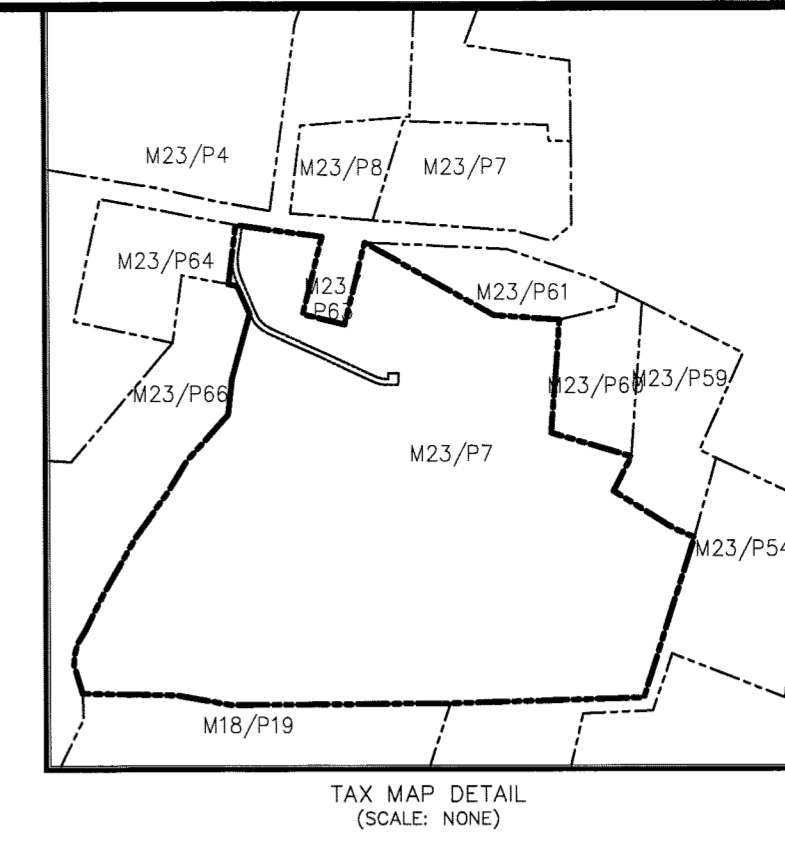 M23/P4
M23/P8
M23/P7
M23/P64
M23
P63
M23/P61
M23/P66
M23/P60
M23/P59
M23/P7
M23/P54
M18/P19
TAX MAP DETAIL
(SCALE: NONE)